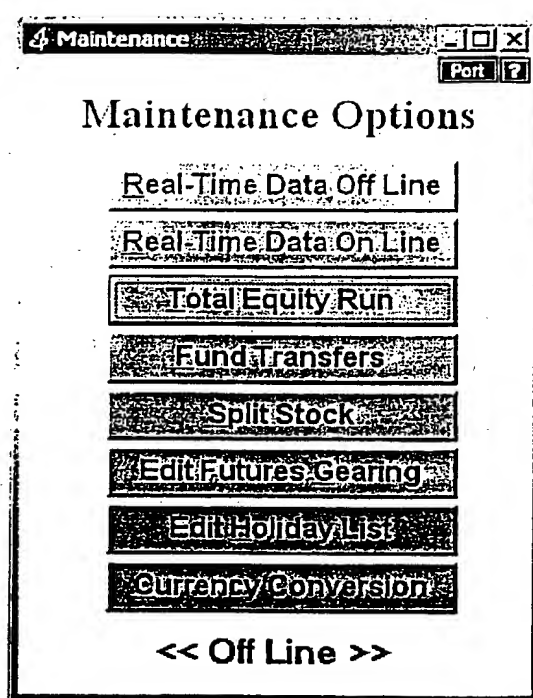 Maintenance
Port ?
Maintenance Options
Real-Time Data Off Line
Real-Time Data On Line
Total Equity Run
Fund Transfers
Split Stock
Edit Futures Gearing
Edit Holiday List
Currency Conversion
<< Off Line >>